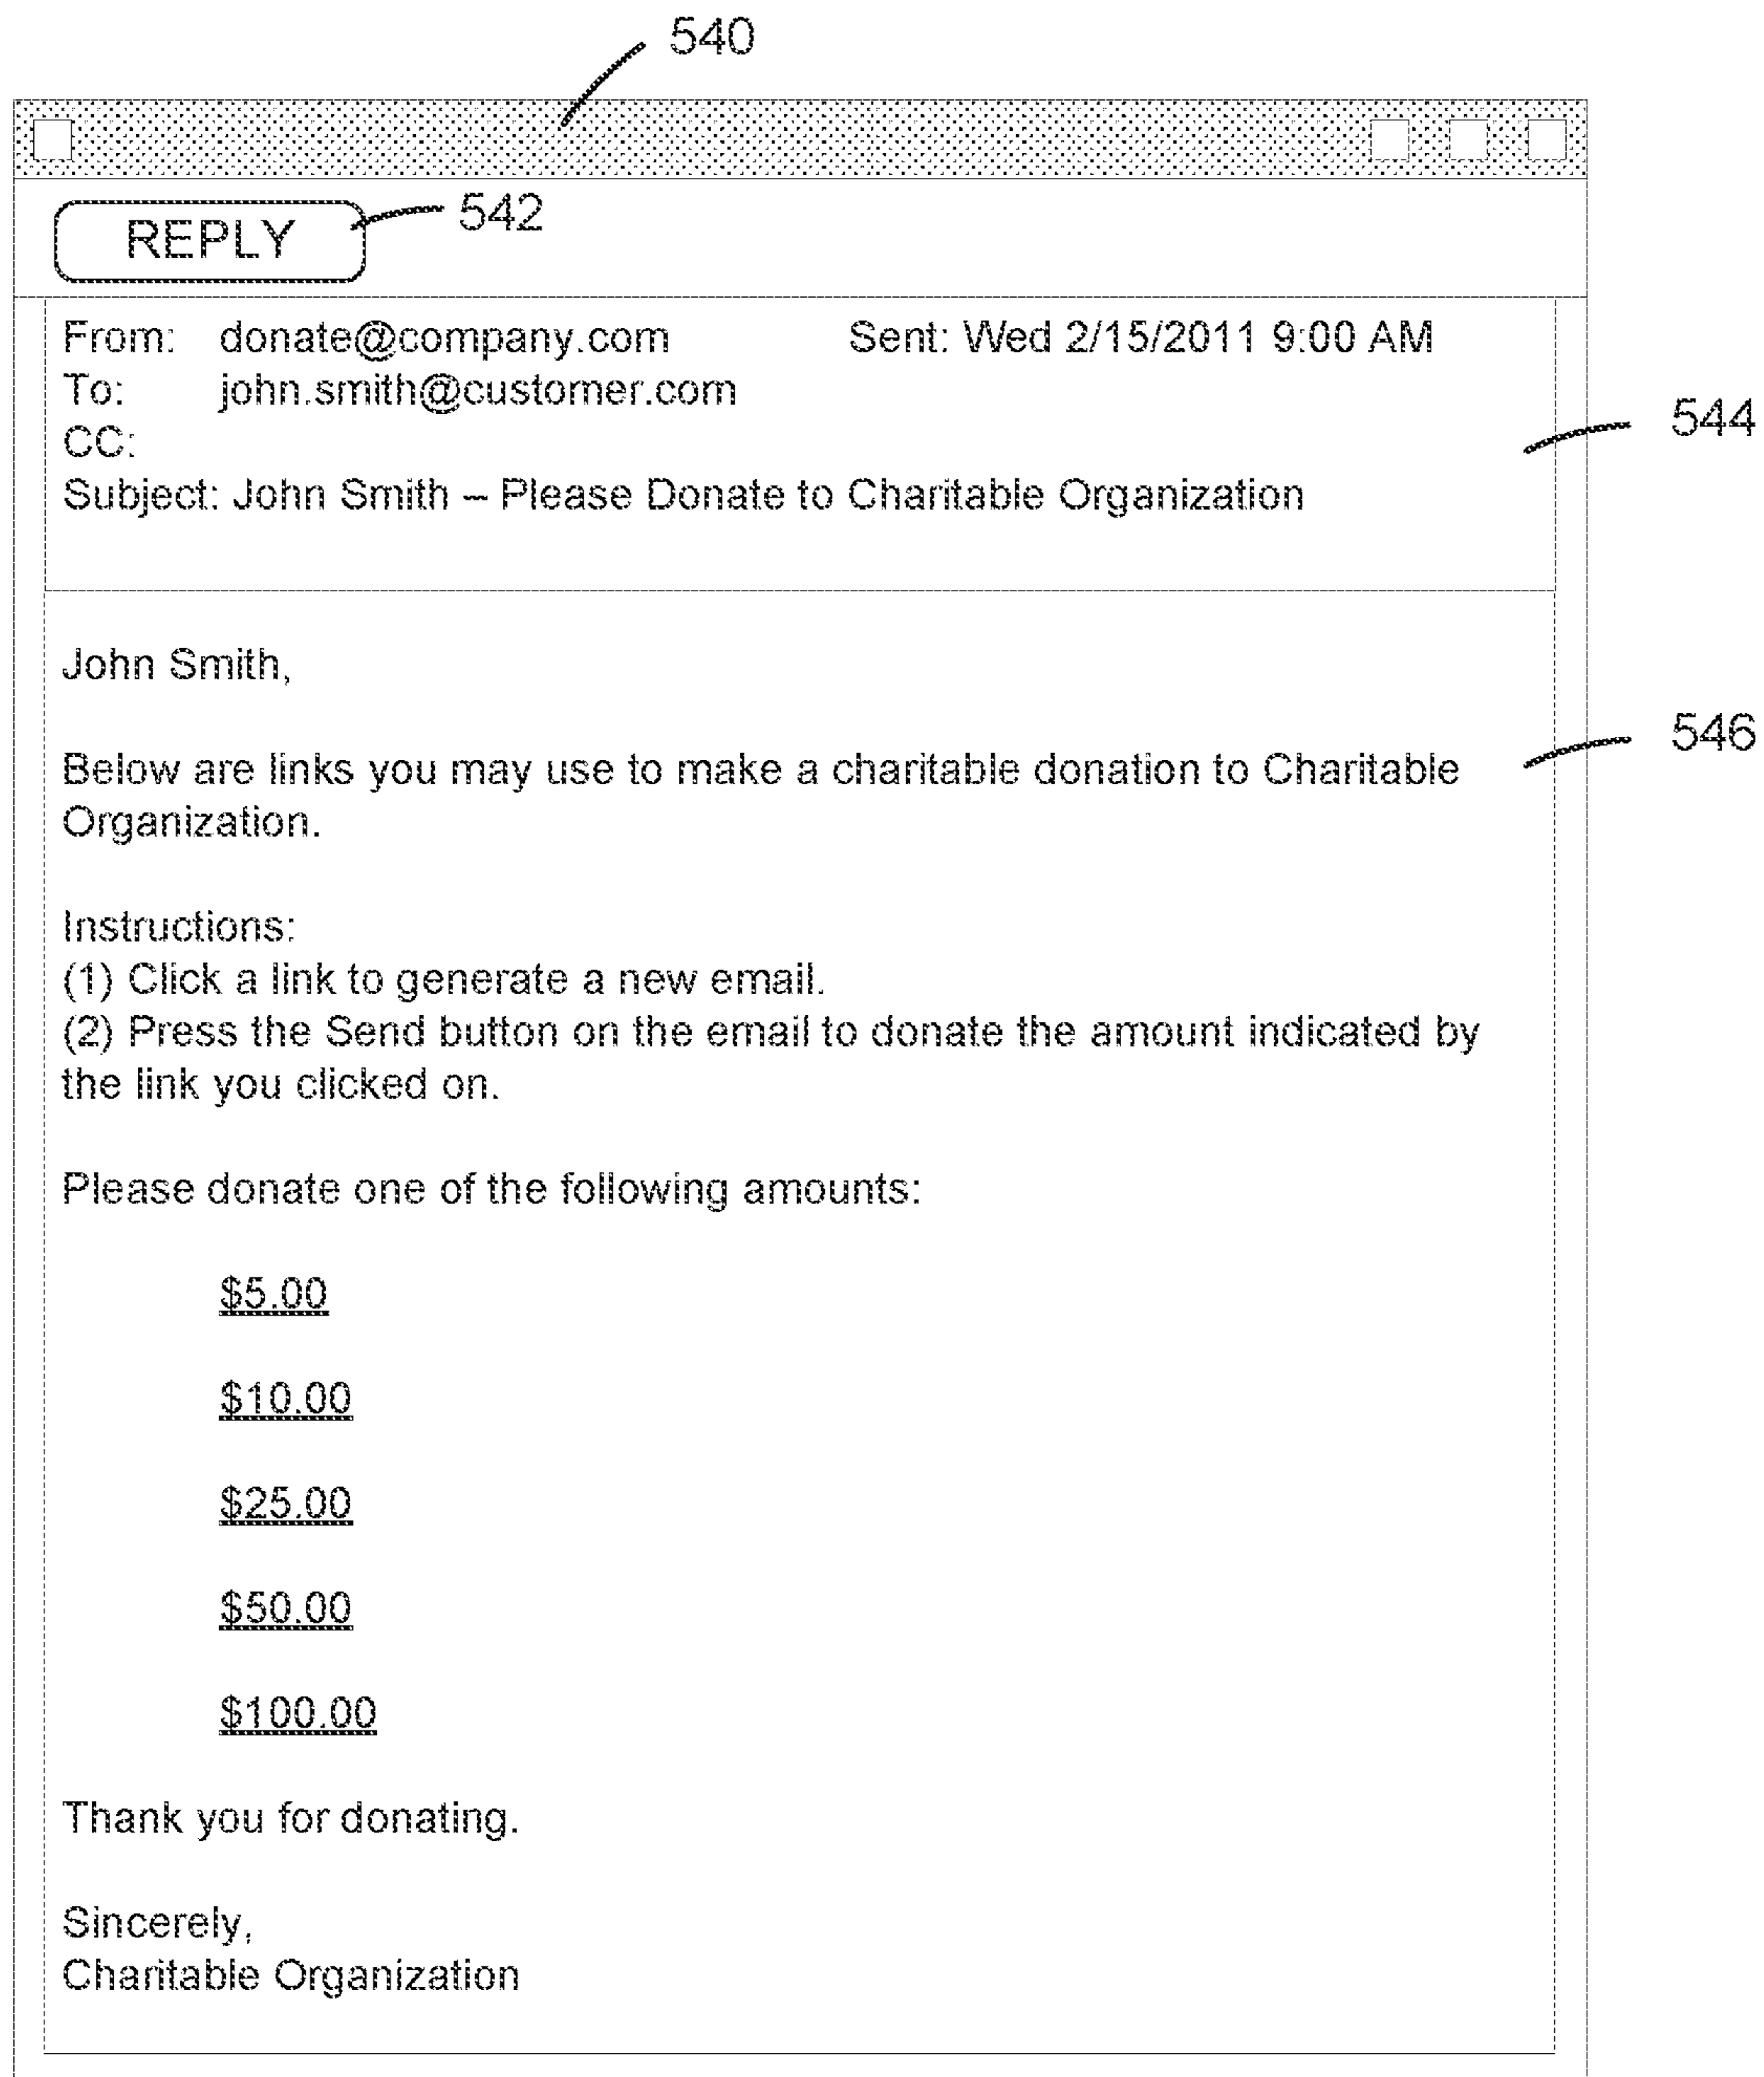 540
REPLY
542
From: donate@company.com Sent: Wed 2/15/2011 9:00 AM
To: john.smith@customer.com
CC:
544
Subject: John Smith – Please Donate to Charitable Organization
John Smith,
546
Below are links you may use to make a charitable donation to Charitable
Organization.
Instructions:
(1) Click a link to generate a new email.
(2) Press the Send button on the email to donate the amount indicated by
the link you clicked on.
Please donate one of the following amounts:
$5.00
$10.00
$25.00
$50.00
$100.00
Thank you for donating.
Sincerely,
Charitable Organization